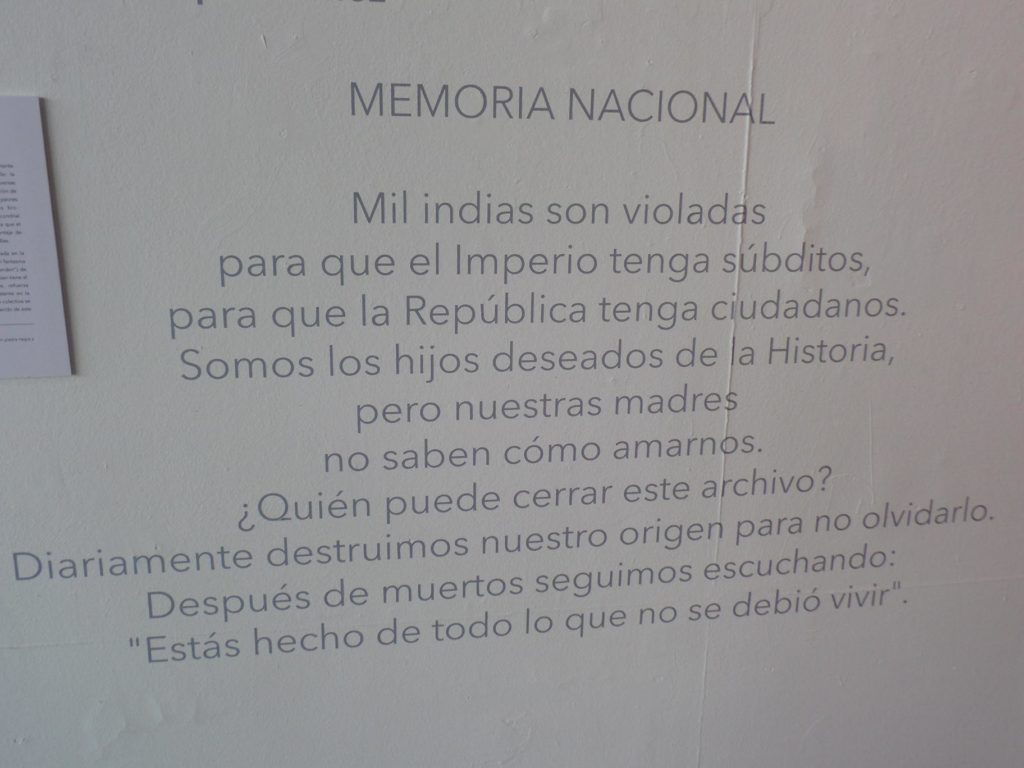 MEMORIA NACIONAL
Mil indias son violadas
para que el Imperio tenga súbditos,
para que la República tenga ciudadanos.
Somos los hijos deseados de la Historia,
pero nuestras madres
no saben cómo amarnos.
¿Quién puede cerrar este archivo?
Diariamente destruimos nuestro origen para no olvidarlo.
Después de muertos seguimos escuchando:
"Estás hecho de todo lo que no se debió vivir".